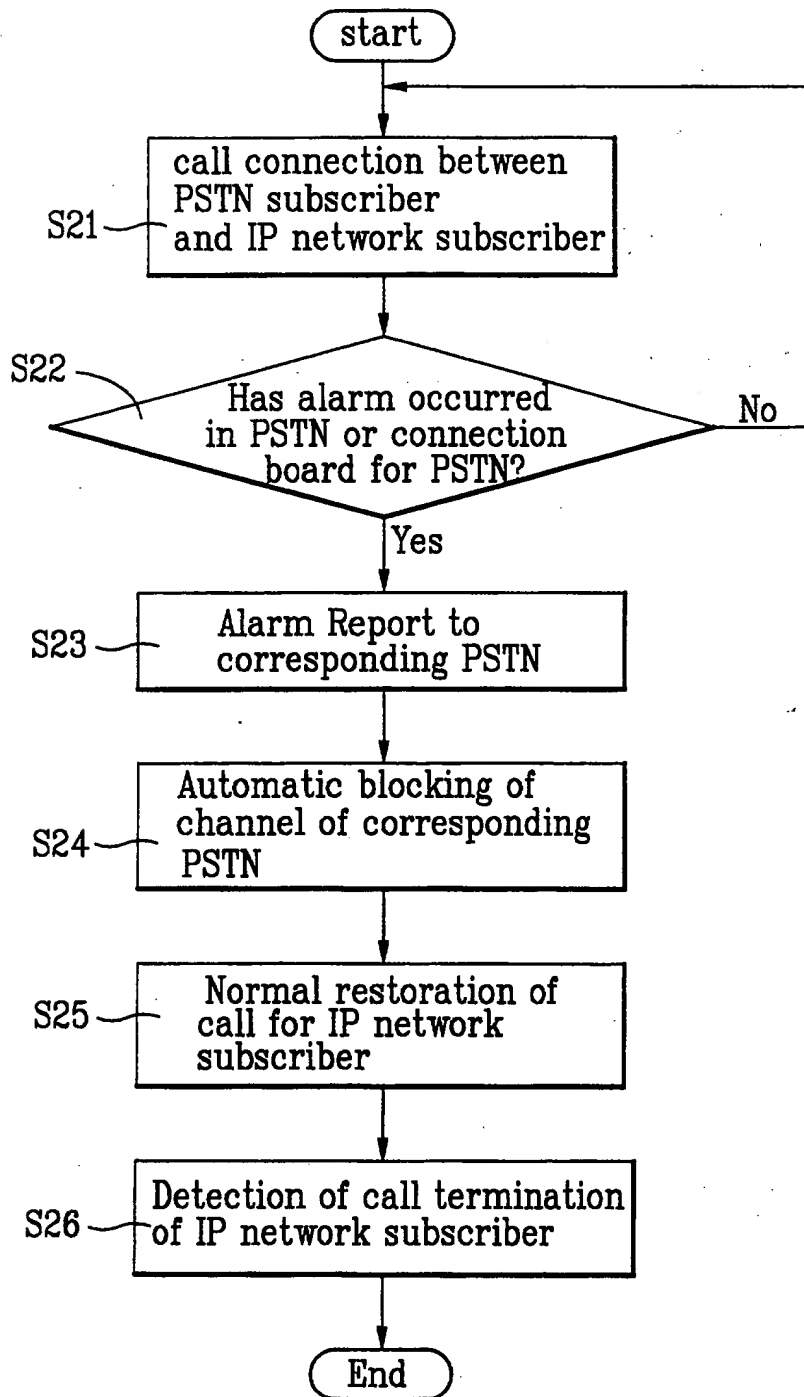 start
call connection between
PSTN subscriber
S21
and IP network subscriber
S22
Has alarm occurred
in PSTN or connection
board for PSTN?
No
Yes
S23
Alarm Report to
corresponding PSTN
S24
Automatic blocking of
channel of corresponding
PSTN
S25
Normal restoration of
call for IP network
subscriber
S26
Detection of call termination
of IP network subscriber
End